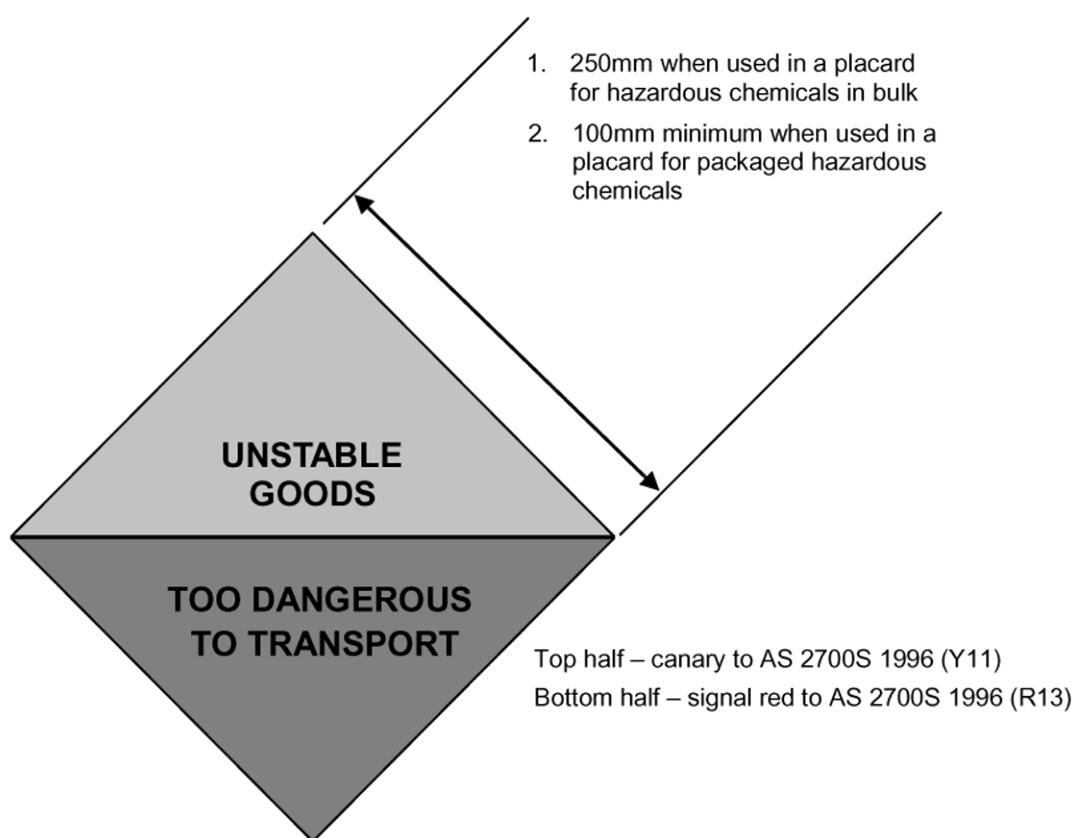 1. 250mm when used in a placard
for hazardous chemicals in bulk
2. 100mm minimum when used in a
placard for packaged hazardous
chemicals
UNSTABLE
GOODS
TOO DANGEROUS
TO TRANSPORT
Top half – canary to AS 2700S 1996 (Y11)
Bottom half – signal red to AS 2700S 1996 (R13)